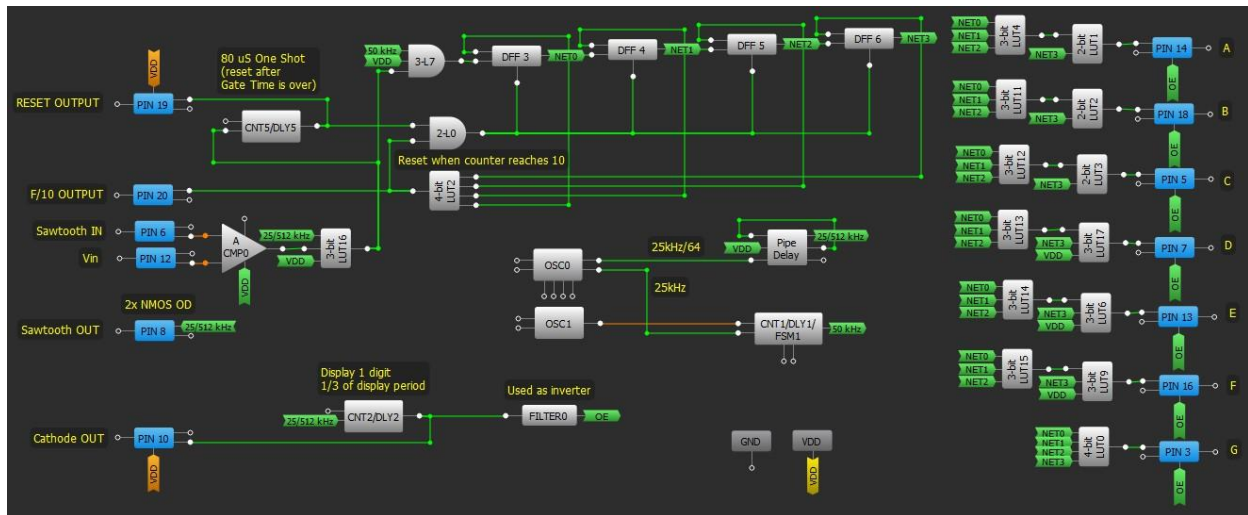 80 uS One Shot
(reset after
Gate Time is over)
VDD
RESET OUTPUT
PIN 19
CNT5/DLY5
50 kHz
VDD
3-L7
DFF 3
NET0
DFF 4
NET1
DFF 5
NET2
DFF 6
NET3
2-L0
Reset when counter reaches 10
4-bit
LUT2
F/10 OUTPUT
PIN 20
Sawtooth IN
PIN 6
Vin
PIN 12
A
CMP0
VDD
25/512 kHz
VDD
3-bit
LUT16
2x NMOS OD
Sawtooth OUT
PIN 8
25/512 kHz
OSC0
25kHz/64
25kHz
VDD
Pipe
Delay
25/512 kHz
OSC1
CNT1/DLY1/
FSM1
50 kHz
Display 1 digit
1/3 of display period
25/512 kHz
CNT2/DLY2
Used as inverter
FILTER0
OE
Cathode OUT
PIN 10
VDD
GND
VDD
VDD
NET0
NET1
NET2
3-bit
LUT4
NET3
2-bit
LUT1
PIN 14
A
OE
NET0
NET1
NET2
3-bit
LUT11
NET3
2-bit
LUT2
PIN 18
B
OE
NET0
NET1
NET2
3-bit
LUT12
NET3
2-bit
LUT3
PIN 5
C
OE
NET0
NET1
NET2
3-bit
LUT13
NET3
VDD
3-bit
LUT17
PIN 7
D
OE
NET0
NET1
NET2
3-bit
LUT14
NET3
VDD
3-bit
LUT6
PIN 13
E
OE
NET0
NET1
NET2
3-bit
LUT15
NET3
VDD
3-bit
LUT9
PIN 16
F
OE
NET0
NET1
NET2
NET3
4-bit
LUT0
PIN 3
G
OE